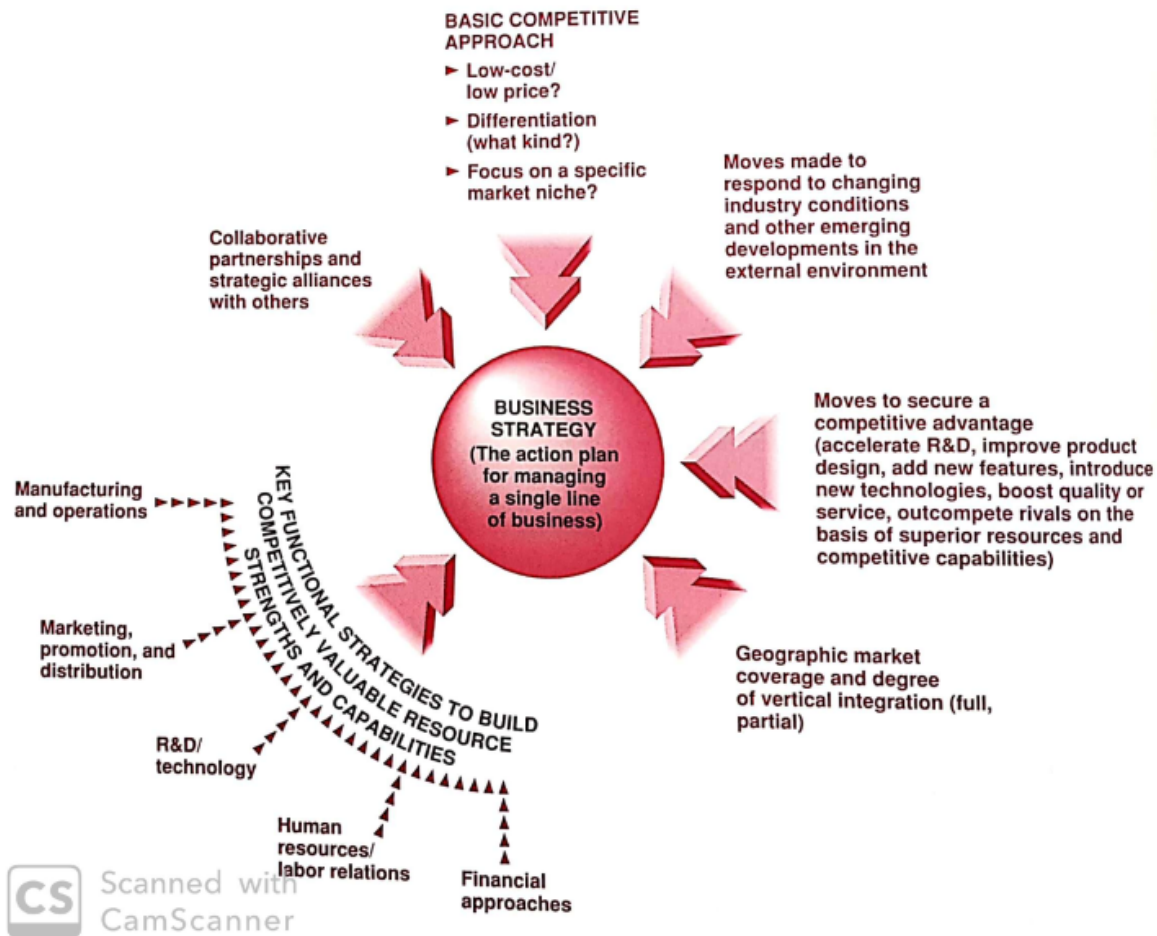 BASIC COMPETITIVE
APPROACH
► Low-cost/
low price?
► Differentiation
(what kind?)
► Focus on a specific
market niche?
Moves made to
respond to changing
industry conditions
and other emerging
developments in the
external environment
Collaborative
partnerships and
strategic alliances
with others
BUSINESS
STRATEGY
(The action plan
for managing
a single line
of business)
Moves to secure a
competitive advantage
(accelerate R&D, improve product
design, add new features, introduce
new technologies, boost quality or
service, outcompete rivals on the
basis of superior resources and
competitive capabilities)
Geographic market
coverage and degree
of vertical integration (full,
partial)
KEY FUNCTIONAL STRATEGIES TO BUILD
COMPETITIVELY VALUABLE RESOURCE
STRENGTHS AND CAPABILITIES
Manufacturing
and operations
Marketing,
promotion, and
distribution
R&D/
technology
Human
resources/
labor relations
Financial
approaches
CS
Scanned with
CamScanner